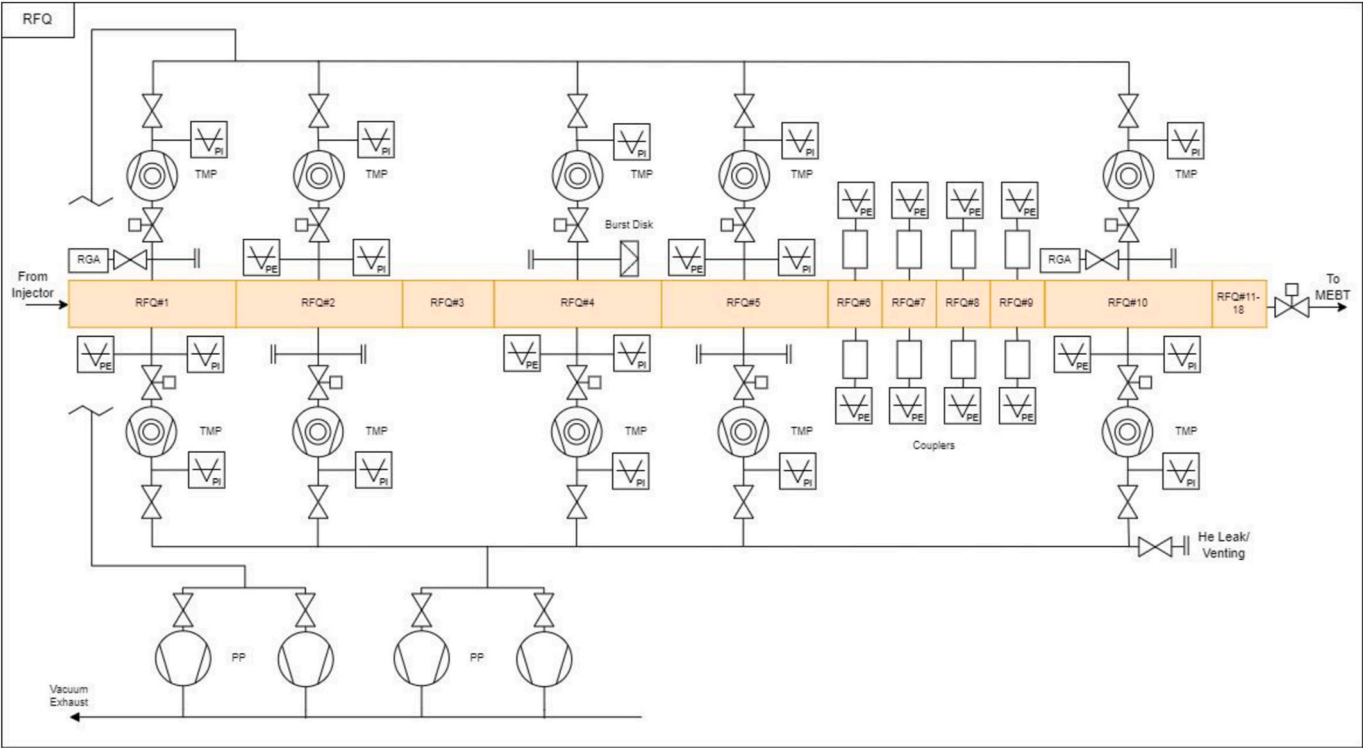 RFQ
PI
PI
PI
PI
PI
TMP
TMP
TMP
TMP
TMP
PE
PE
PE
PE
Burst Disk
RGA
PE
PI
PE
PI
RGA
From
Injector
RFQ#1
RFQ#2
RFQ#3
RFQ#4
RFQ#5
RFQ#6
RFQ#7
RFQ#8
RFQ#9
RFQ#10
RFQ#11-
18
To
MEBT
PE
PI
PE
PI
PE
PI
PE
PE
PE
PE
TMP
TMP
TMP
TMP
TMP
Couplers
PI
PI
PI
PI
PI
He Leak/
Venting
PP
PP
Vacuum
Exhaust